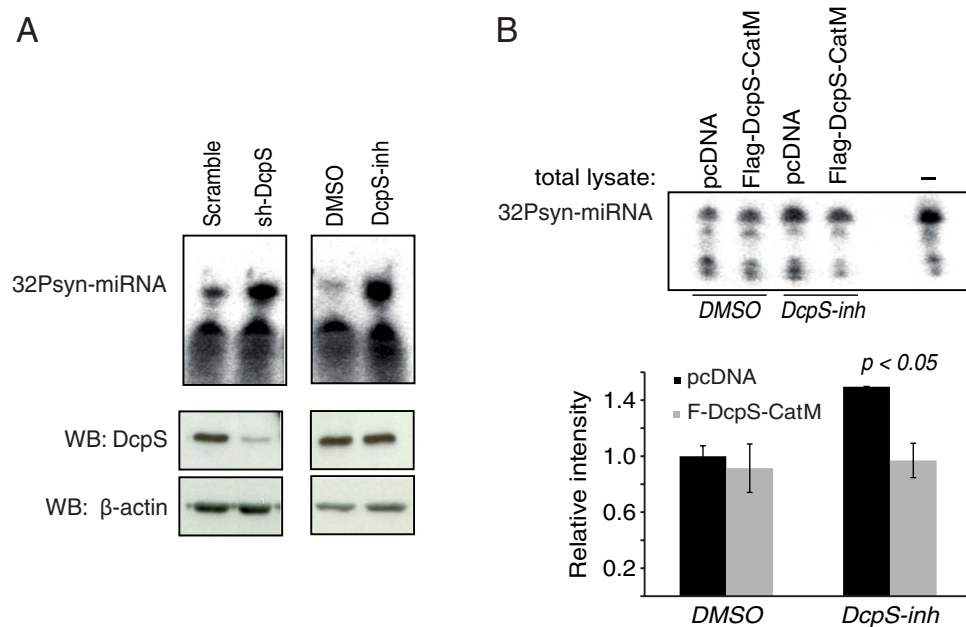 A
Scramble
sh-DcpS
DMSO
DcpS-inh
32Psyn-miRNA
WB: DcpS
WB: β-actin
B
pcDNA
Flag-DcpS-CatM
pcDNA
Flag-DcpS-CatM
total lysate:
–
32Psyn-miRNA
DMSO
DcpS-inh
p < 0.05
pcDNA
F-DcpS-CatM
Relative intensity
1.4
1.0
0.6
0.2
DMSO
DcpS-inh